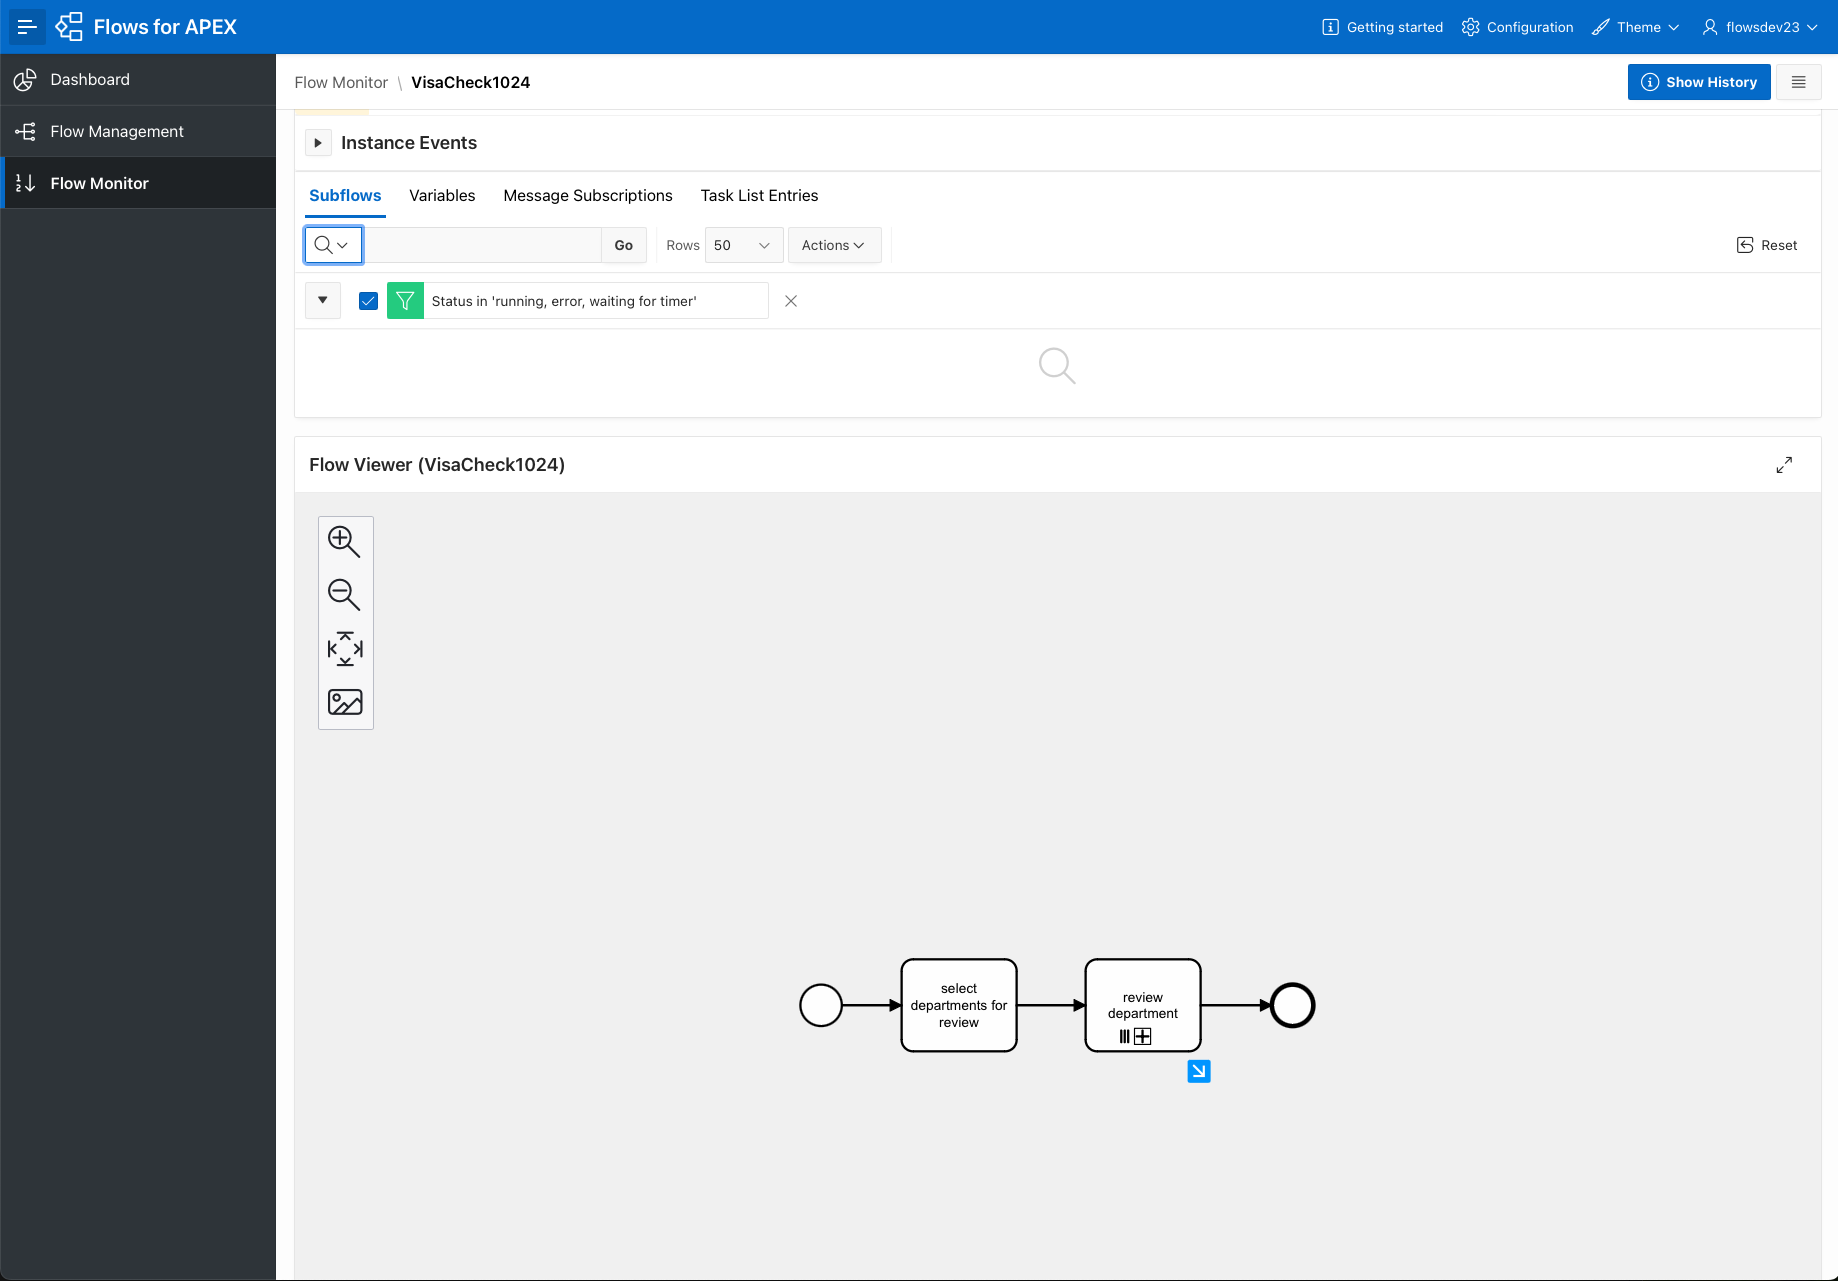 Flows for APEX
Getting started
Configuration
Theme
flowsdev23
Dashboard
Flow Management
Flow Monitor
Flow Monitor \ VisaCheck1024
Show History
Instance Events
Subflows
Variables
Message Subscriptions
Task List Entries
Go
Rows
50
Actions
Reset
Status in 'running, error, waiting for timer'
Flow Viewer (VisaCheck1024)
select
departments for
review
review
department